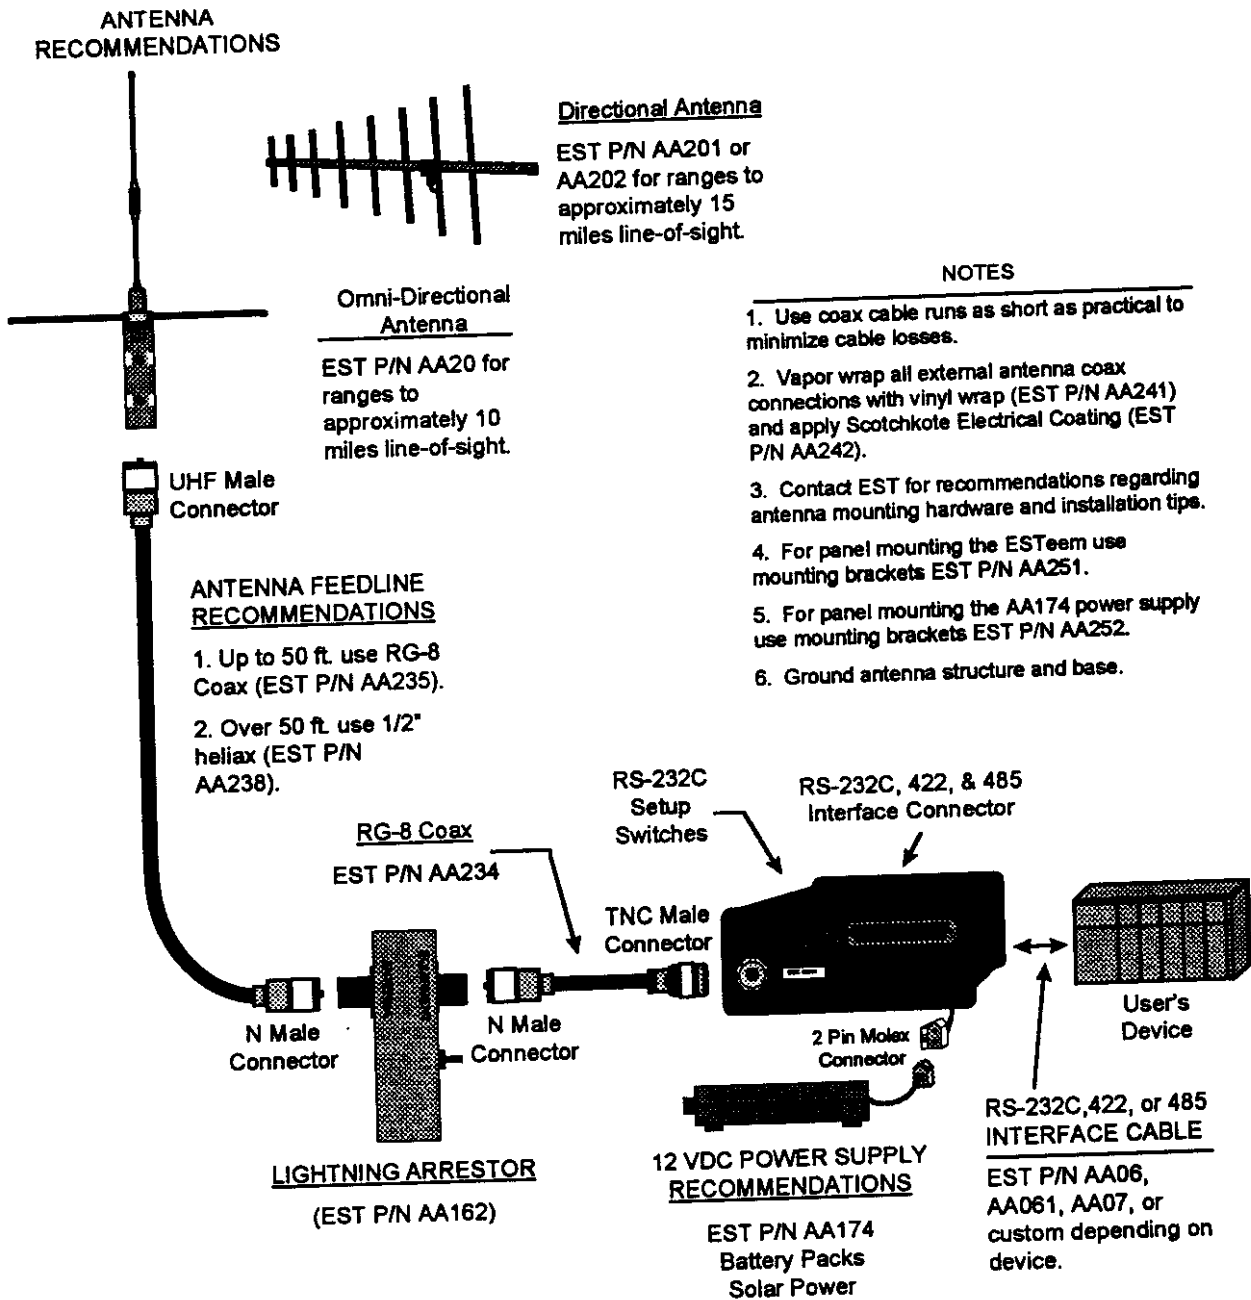 ANTENNA
RECOMMENDATIONS
Directional Antenna
EST P/N AA201 or
AA202 for ranges to
approximately 15
miles line-of-sight.
Omni-Directional
Antenna
EST P/N AA20 for
ranges to
approximately 10
miles line-of-sight.
NOTES
1. Use coax cable runs as short as practical to
minimize cable losses.
2. Vapor wrap all external antenna coax
connections with vinyl wrap (EST P/N AA241)
and apply Scotchkote Electrical Coating (EST
P/N AA242).
3. Contact EST for recommendations regarding
antenna mounting hardware and installation tips.
4. For panel mounting the ESTeem use
mounting brackets EST P/N AA251.
5. For panel mounting the AA174 power supply
use mounting brackets EST P/N AA252.
6. Ground antenna structure and base.
UHF Male
Connector
ANTENNA FEEDLINE
RECOMMENDATIONS
1. Up to 50 ft. use RG-8
Coax (EST P/N AA235).
2. Over 50 ft. use 1/2"
heliax (EST P/N
AA238).
RG-8 Coax
EST P/N AA234
RS-232C
Setup
Switches
RS-232C, 422, & 485
Interface Connector
TNC Male
Connector
N Male
Connector
N Male
Connector
2 Pin Molex
Connector
User's
Device
LIGHTNING ARRESTOR
(EST P/N AA162)
12 VDC POWER SUPPLY
RECOMMENDATIONS
EST P/N AA174
Battery Packs
Solar Power
RS-232C,422, or 485
INTERFACE CABLE
EST P/N AA06,
AA061, AA07, or
custom depending on
device.